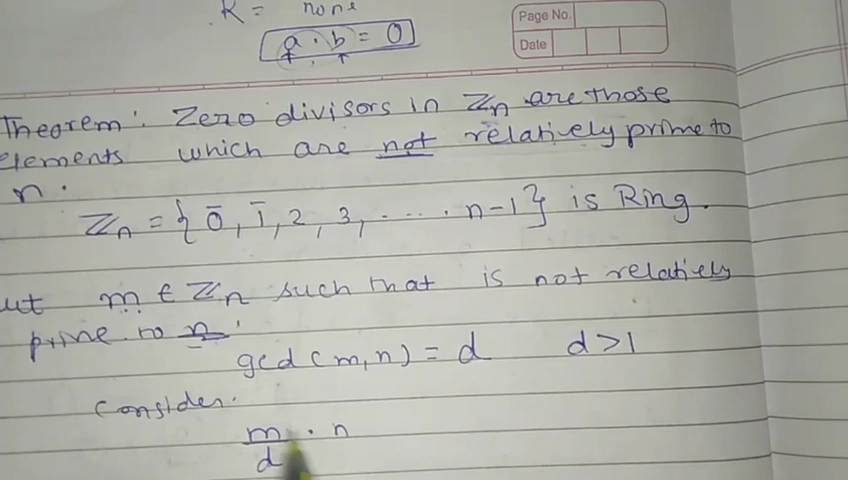 R = none
a · b = 0
Page No.
Date
Theorem: Zero divisors in Zn are those
elements which are not relatively prime to
n.
Zn = { 0̄, 1̄, 2, 3, ..... n-1 } is Ring.
Let m ∈ Zn such that is not relatively
prime to n.
gcd (m, n) = d d > 1
Consider.
m/d · n